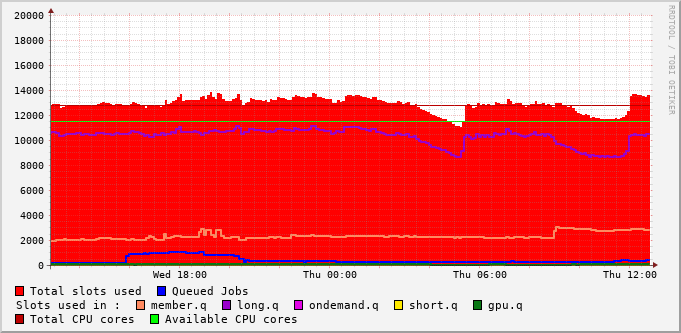 20000
18000
16000
14000
12000
10000
8000
6000
4000
2000
0
Wed 18:00 Thu 00:00 Thu 06:00 Thu 12:00
RRDTOOL / TOBI OETIKER
Total slots used Queued Jobs
Slots used in : member.q long.q ondemand.q short.q gpu.q
Total CPU cores Available CPU cores